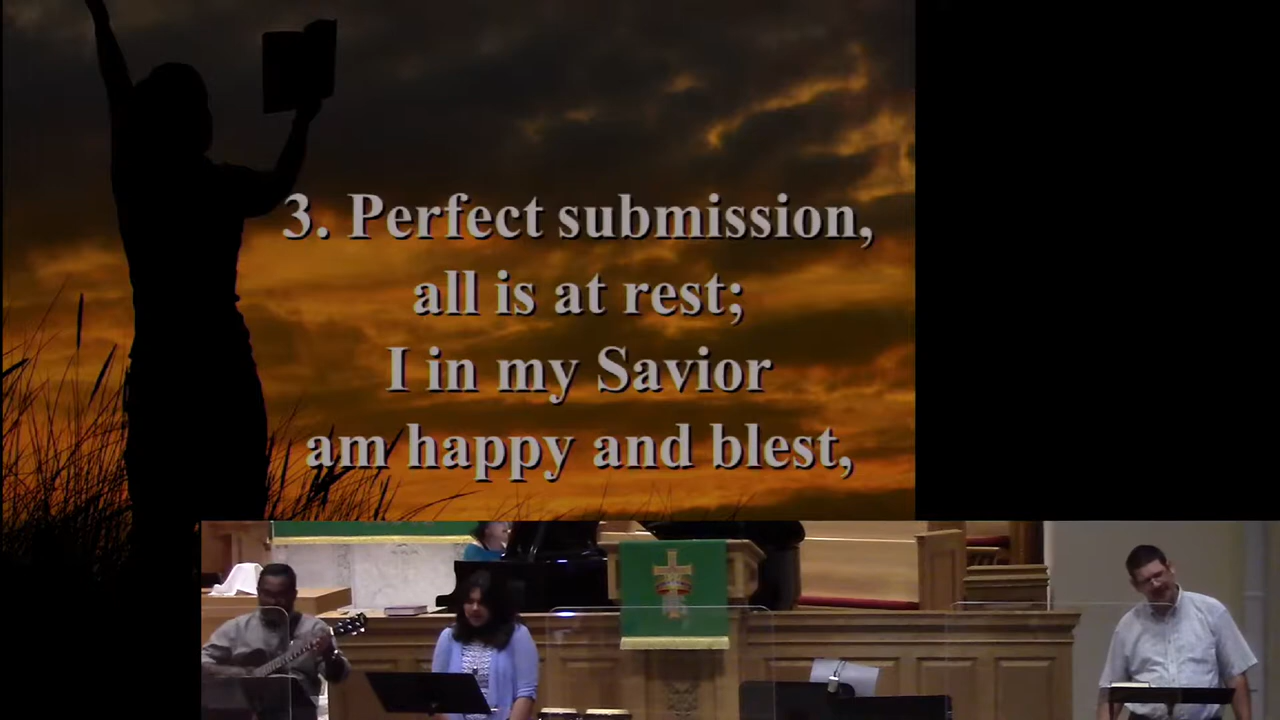 3. Perfect submission,
all is at rest;
I in my Savior
am happy and blest,